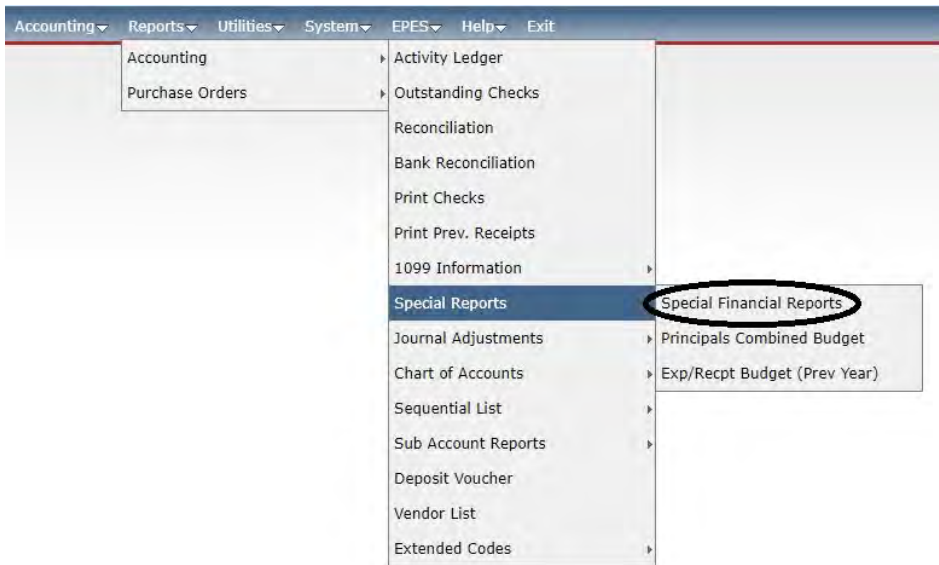 Accounting Reports Utilities System EPES Help Exit
Accounting
Purchase Orders
Activity Ledger
Outstanding Checks
Reconciliation
Bank Reconciliation
Print Checks
Print Prev. Receipts
1099 Information
Special Reports
Journal Adjustments
Chart of Accounts
Sequential List
Sub Account Reports
Deposit Voucher
Vendor List
Extended Codes
Special Financial Reports
Principals Combined Budget
Exp/Recpt Budget (Prev Year)